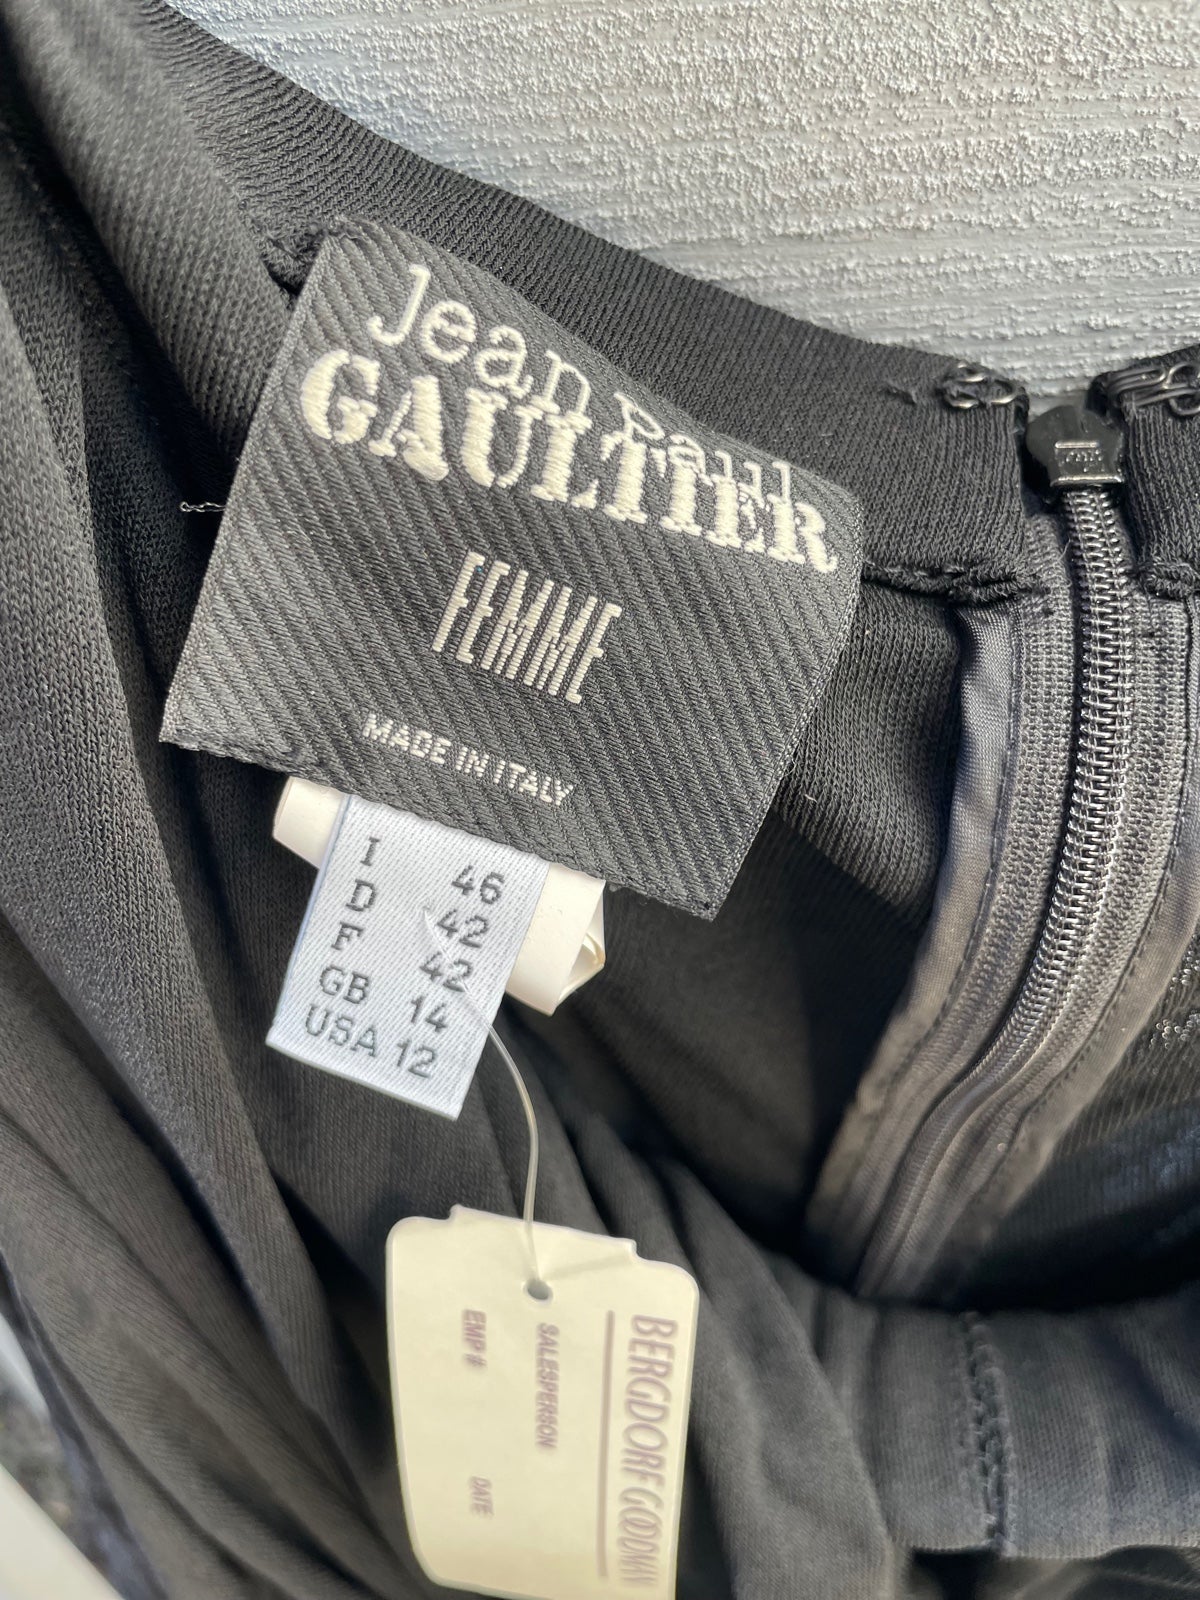 Jean Paul
GAULTIER
FEMME
MADE IN ITALY
I 46
D 42
F 42
GB 14
USA 12
BERGDORF GOODMAN
SALESPERSON
EMP # DATE